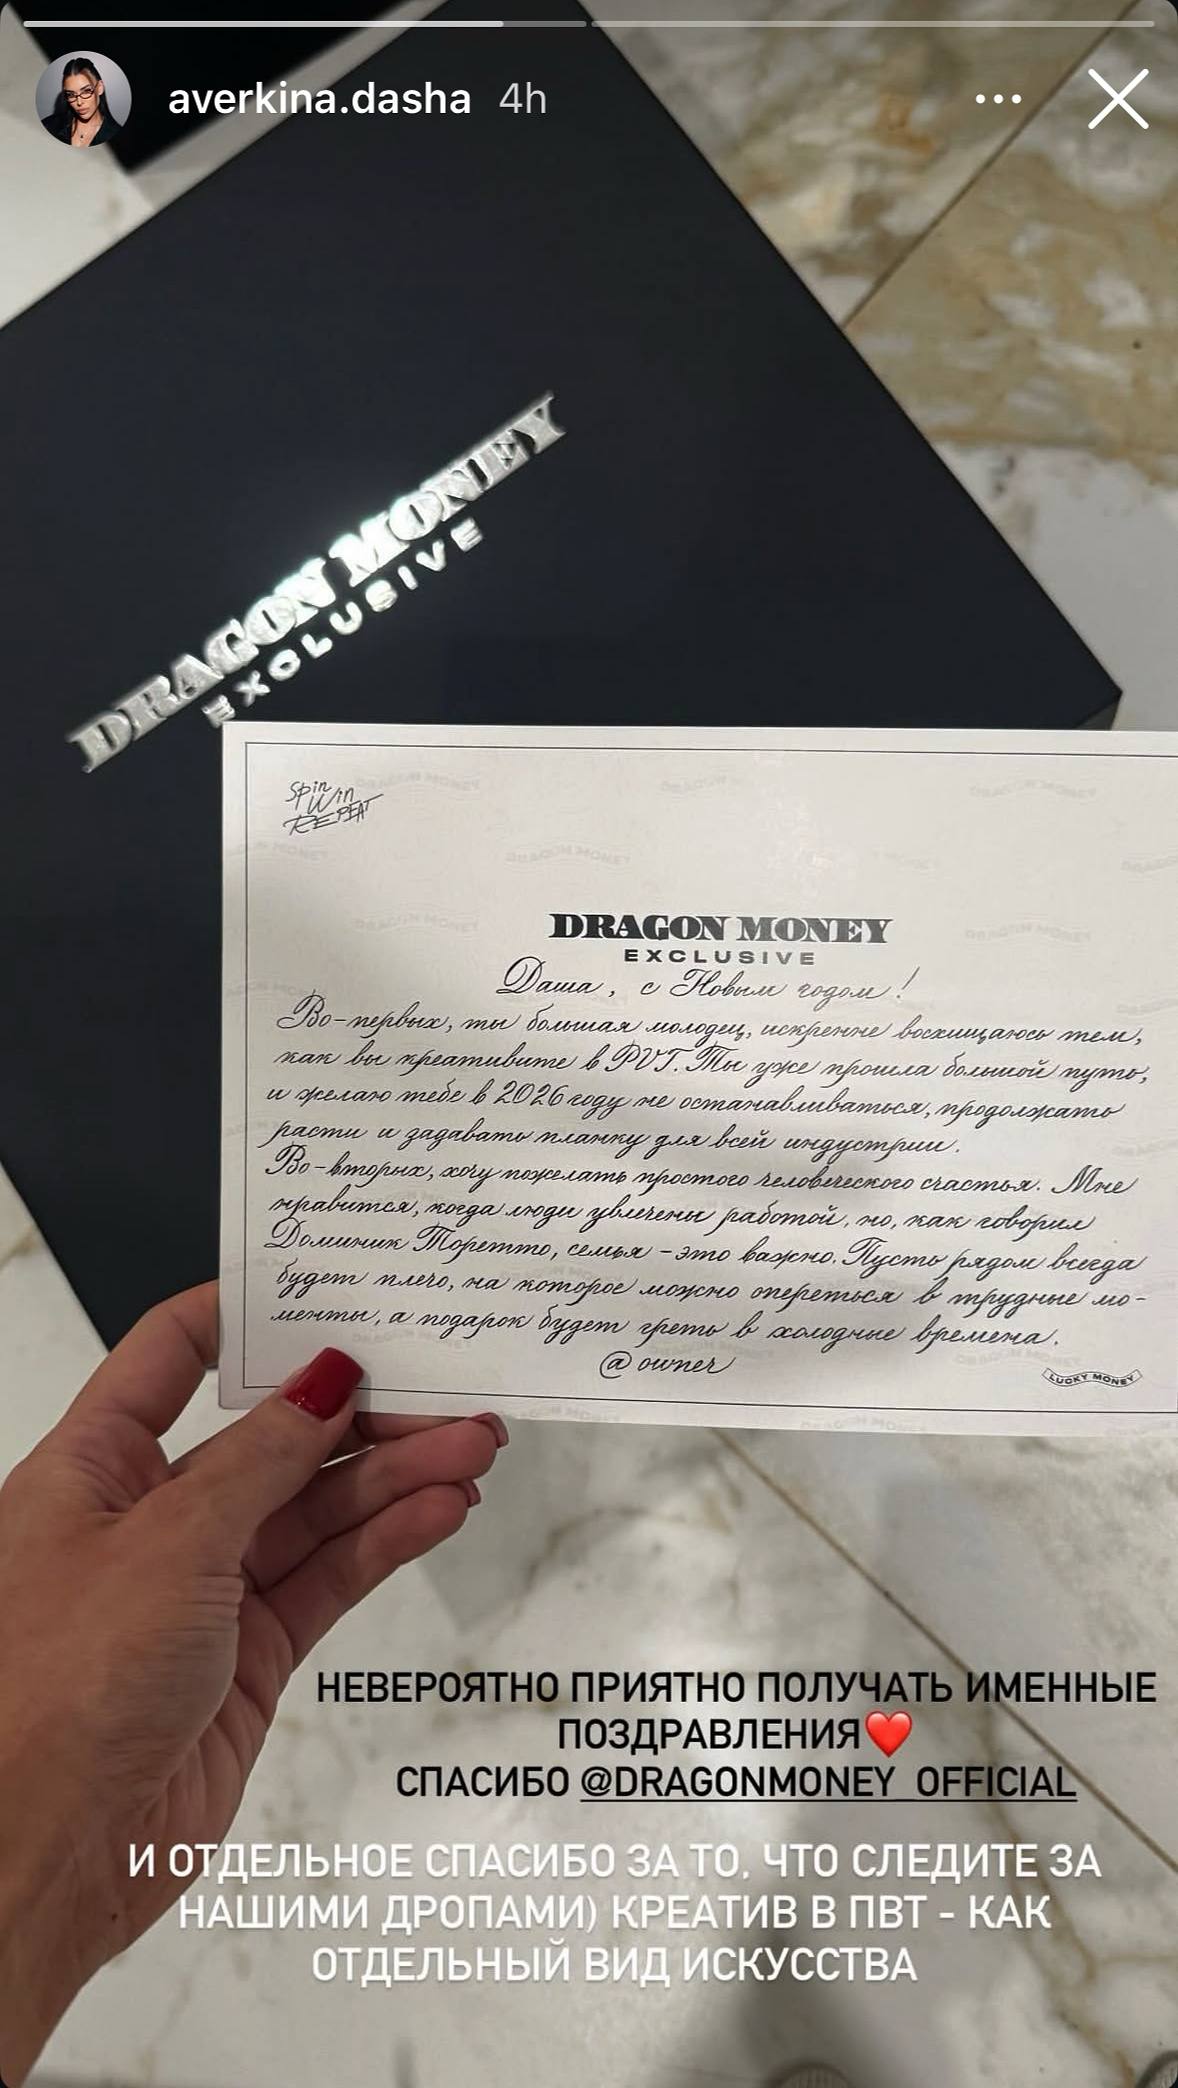 averkina.dasha 4h
DRAGON MONEY
EXCLUSIVE
Spin
Win
REPEAT
DRAGON MONEY
EXCLUSIVE
Даша, с Новым годом!
Во-первых, ты большая молодец, искренне восхищаюсь тем,
как вы креативите в PVT. Ты уже прошла большой путь,
и желаю тебе в 2026 году не останавливаться, продолжать
расти и задавать планку для всей индустрии.
Во-вторых, хочу пожелать простого человеческого счастья. Мне
нравится, когда люди увлечены работой, но, как говорил
Доминик Торетто, семья - это важно. Пусть рядом всегда
будет плечо, на которое можно опереться в трудные мо-
менты, а подарок будет греть в холодные времена.
@owner
LUCKY MONEY
НЕВЕРОЯТНО ПРИЯТНО ПОЛУЧАТЬ ИМЕННЫЕ
ПОЗДРАВЛЕНИЯ❤️
СПАСИБО @DRAGONMONEY_OFFICIAL
И ОТДЕЛЬНОЕ СПАСИБО ЗА ТО, ЧТО СЛЕДИТЕ ЗА
НАШИМИ ДРОПАМИ) КРЕАТИВ В ПВТ - КАК
ОТДЕЛЬНЫЙ ВИД ИСКУССТВА